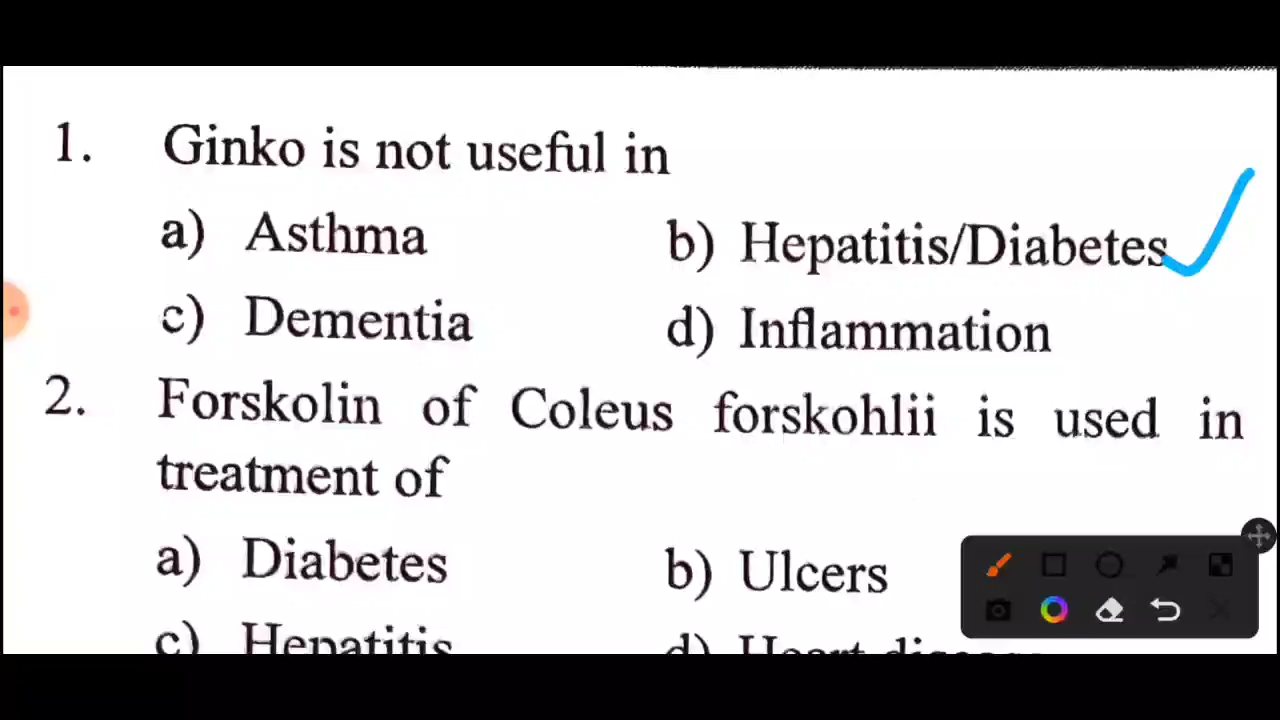 1. Ginko is not useful in
a) Asthma b) Hepatitis/Diabetes
c) Dementia d) Inflammation
2. Forskolin of Coleus forskohlii is used in
treatment of
a) Diabetes b) Ulcers
c) Hepatitis d) Heart